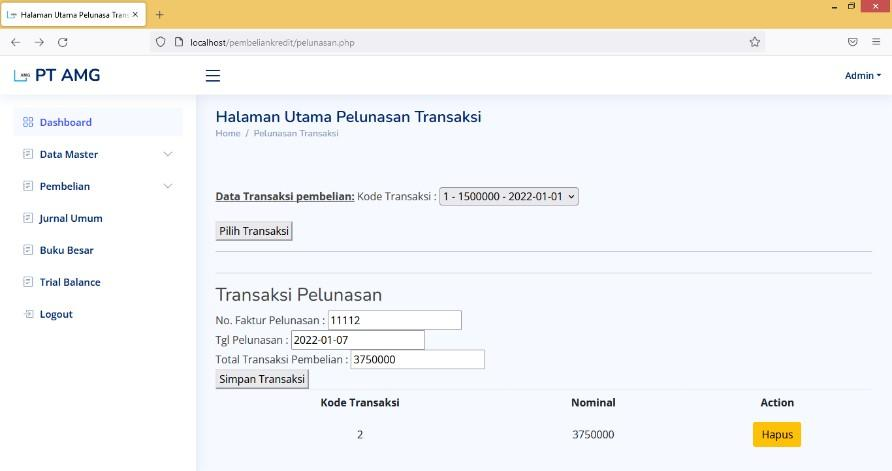 Halaman Utama Pelunasa Trans
localhost/pembeliankredit/pelunasan.php
AMG PT AMG
Admin
Dashboard
Data Master
Pembelian
Jurnal Umum
Buku Besar
Trial Balance
Logout
Halaman Utama Pelunasan Transaksi
Home / Pelunasan Transaksi
Data Transaksi pembelian: Kode Transaksi : 1 - 1500000 - 2022-01-01
Pilih Transaksi
Transaksi Pelunasan
No. Faktur Pelunasan : 11112
Tgl Pelunasan : 2022-01-07
Total Transaksi Pembelian : 3750000
Simpan Transaksi
Kode Transaksi Nominal Action
2 3750000 Hapus